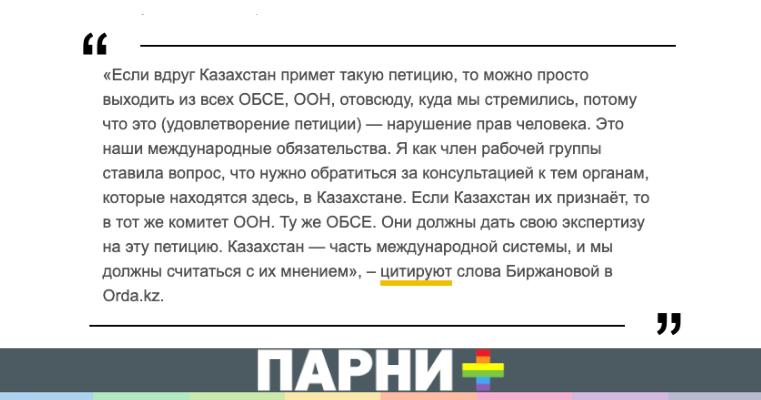 “
«Если вдруг Казахстан примет такую петицию, то можно просто
выходить из всех ОБСЕ, ООН, отовсюду, куда мы стремились, потому
что это (удовлетворение петиции) — нарушение прав человека. Это
наши международные обязательства. Я как член рабочей группы
ставила вопрос, что нужно обратиться за консультацией к тем органам,
которые находятся здесь, в Казахстане. Если Казахстан их признаёт, то
в тот же комитет ООН. Ту же ОБСЕ. Они должны дать свою экспертизу
на эту петицию. Казахстан — часть международной системы, и мы
должны считаться с их мнением», – цитируют слова Биржановой в
Orda.kz.
”
ПАРНИ+